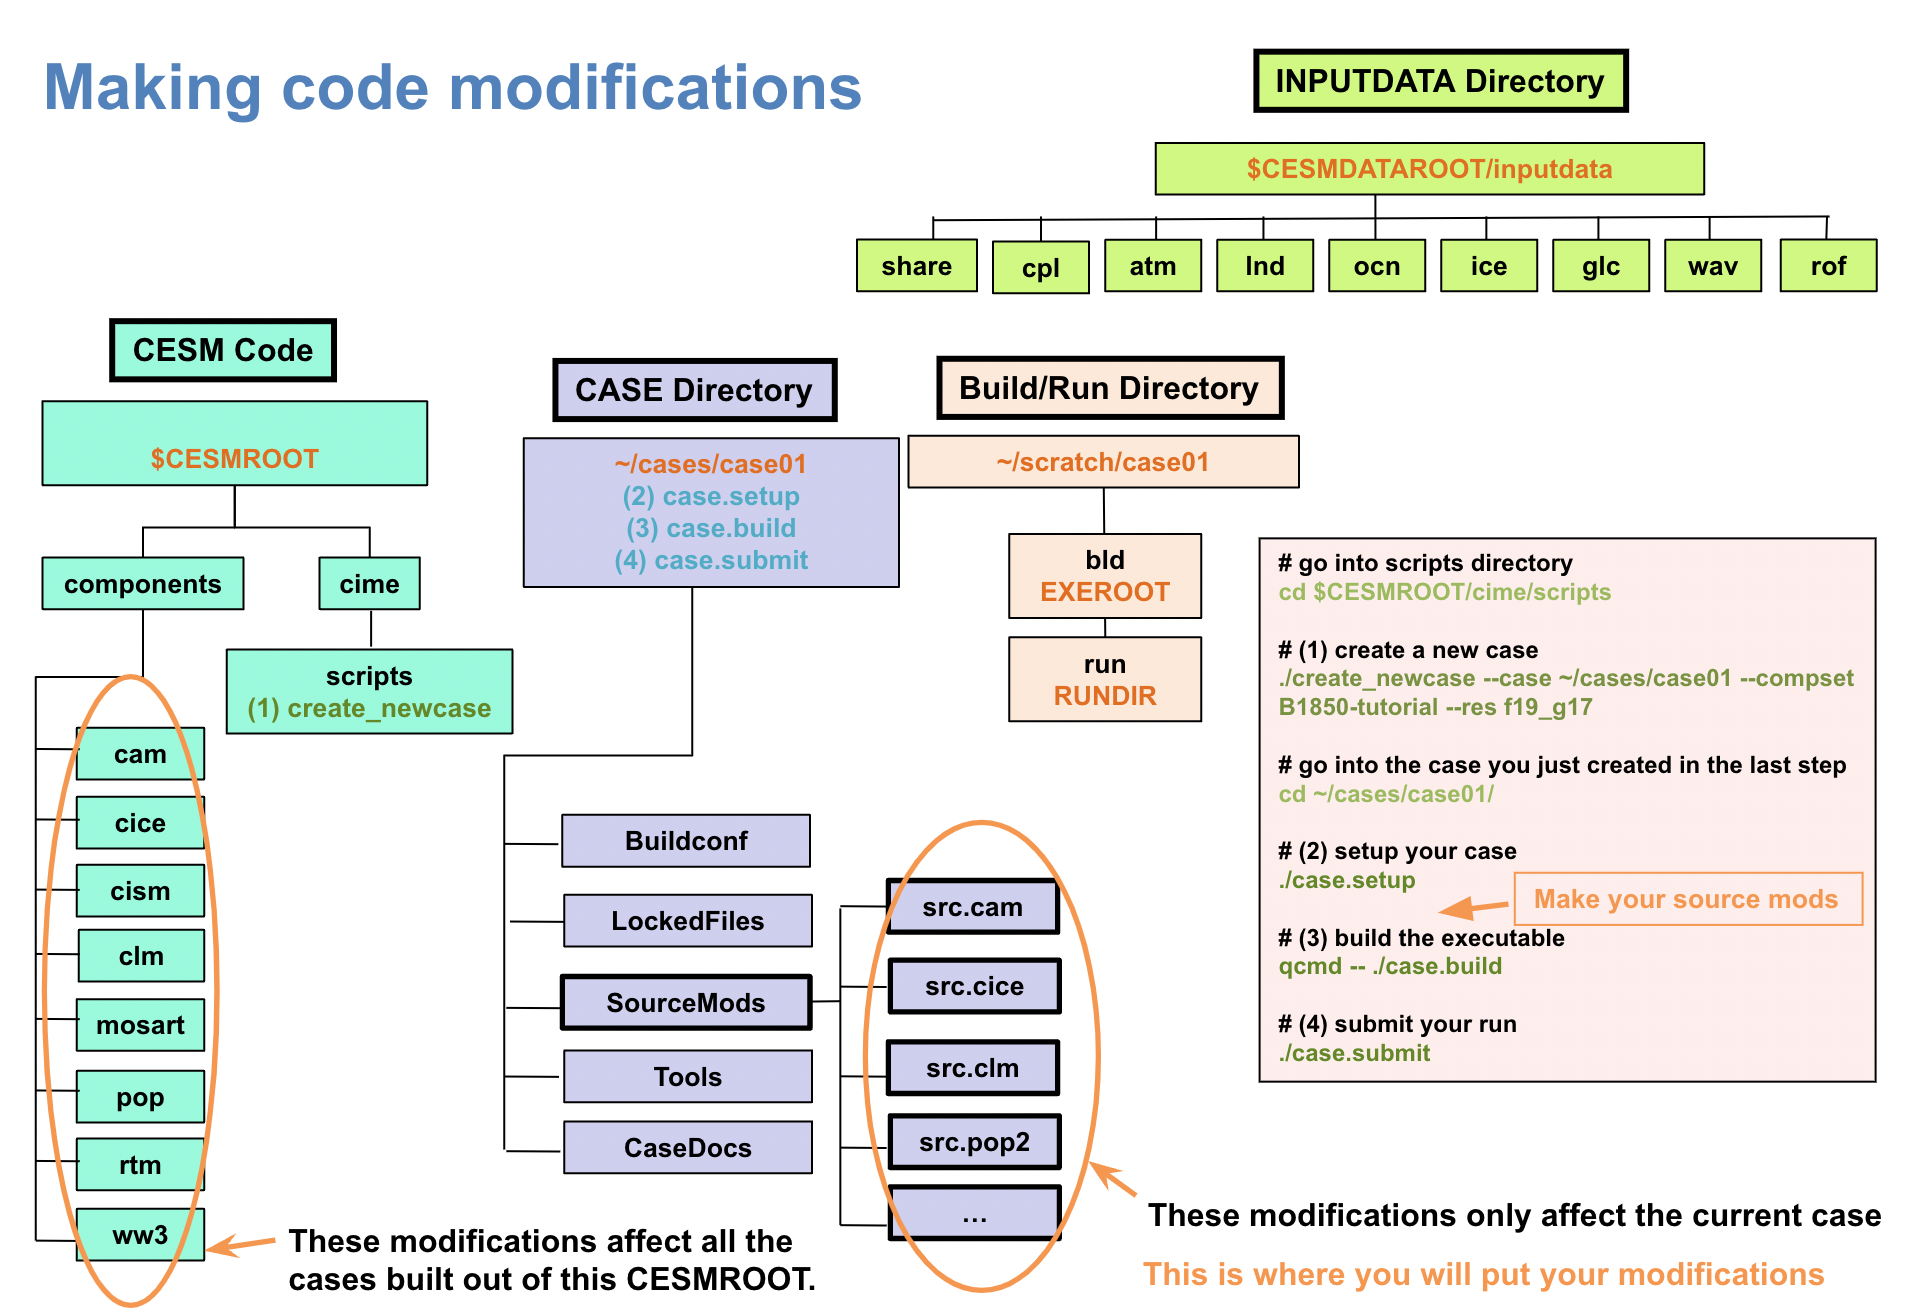 Making code modifications
INPUTDATA Directory
$CESMDATAROOT/inputdata
share
cpl
atm
lnd
ocn
ice
glc
wav
rof
CESM Code
$CESMROOT
components
cime
scripts
(1) create_newcase
cam
cice
cism
clm
mosart
pop
rtm
ww3
These modifications affect all the
cases built out of this CESMROOT.
CASE Directory
~/cases/case01
(2) case.setup
(3) case.build
(4) case.submit
Buildconf
LockedFiles
SourceMods
Tools
CaseDocs
src.cam
src.cice
src.clm
src.pop2
...
Build/Run Directory
~/scratch/case01
bld
EXEROOT
run
RUNDIR
# go into scripts directory
cd $CESMROOT/cime/scripts
# (1) create a new case
./create_newcase --case ~/cases/case01 --compset
B1850-tutorial --res f19_g17
# go into the case you just created in the last step
cd ~/cases/case01/
# (2) setup your case
./case.setup
Make your source mods
# (3) build the executable
qcmd -- ./case.build
# (4) submit your run
./case.submit
These modifications only affect the current case
This is where you will put your modifications